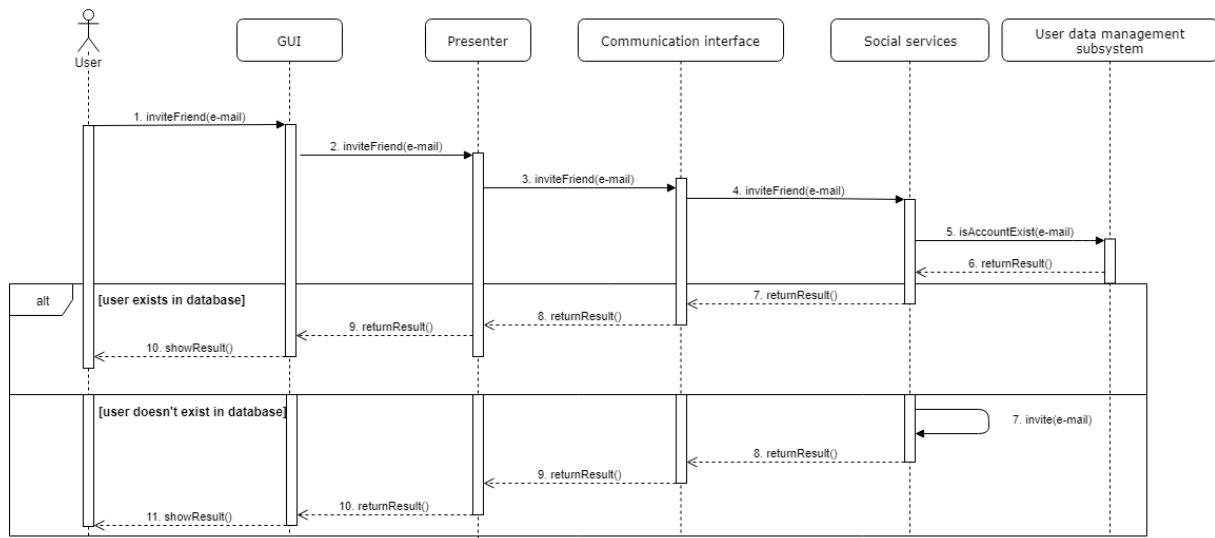 User
GUI
Presenter
Communication interface
Social services
User data management
subsystem
1. inviteFriend(e-mail)
2. inviteFriend(e-mail)
3. inviteFriend(e-mail)
4. inviteFriend(e-mail)
5. isAccountExist(e-mail)
6. returnResult()
alt
[user exists in database]
7. returnResult()
8. returnResult()
9. returnResult()
10. showResult()
[user doesn't exist in database]
7. invite(e-mail)
8. returnResult()
9. returnResult()
10. returnResult()
11. showResult()